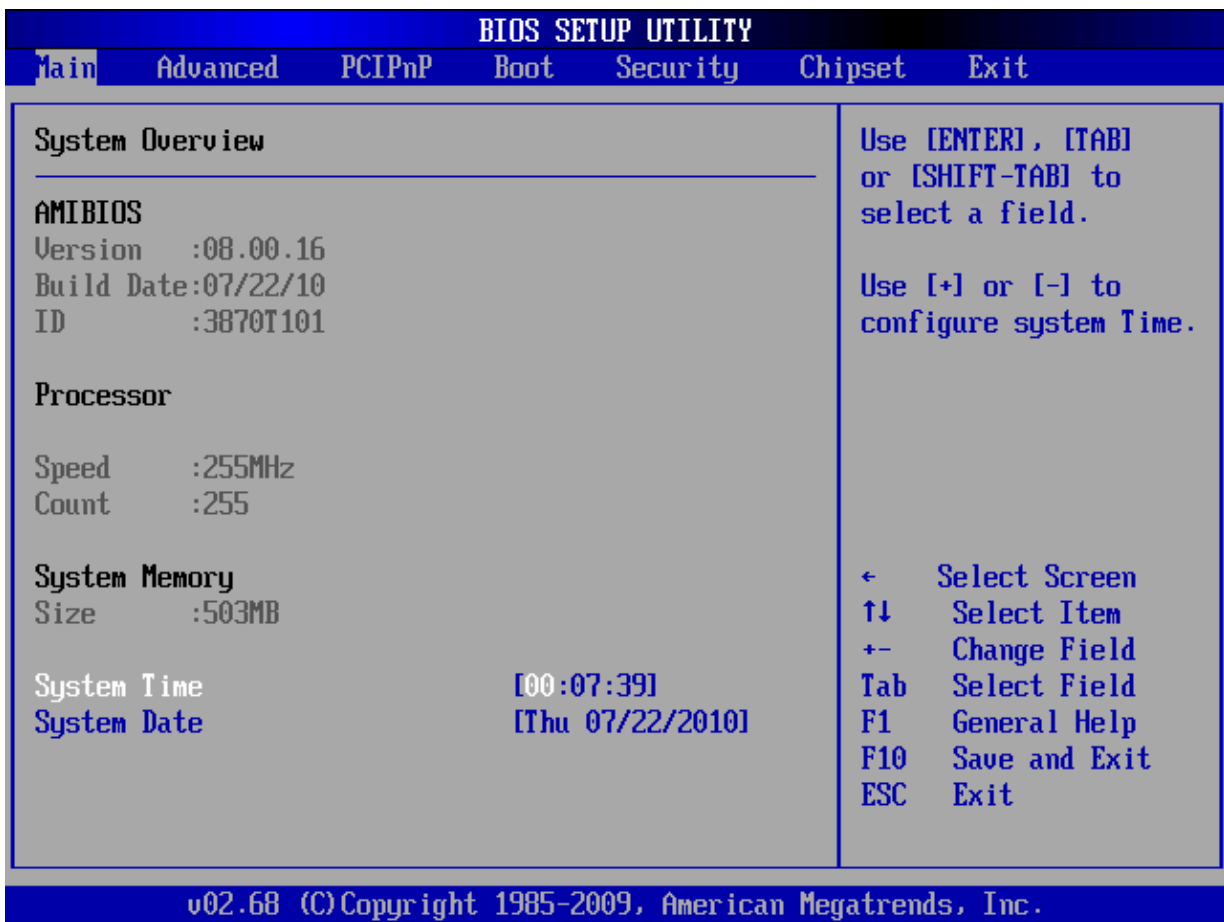 BIOS SETUP UTILITY
Main Advanced PCIPnP Boot Security Chipset Exit
System Overview
AMIBIOS
Version :08.00.16
Build Date:07/22/10
ID :3870T101
Processor
Speed :255MHz
Count :255
System Memory
Size :503MB
System Time [00:07:39]
System Date [Thu 07/22/2010]
Use [ENTER], [TAB]
or [SHIFT-TAB] to
select a field.
Use [+] or [-] to
configure system Time.
← Select Screen
↑↓ Select Item
+- Change Field
Tab Select Field
F1 General Help
F10 Save and Exit
ESC Exit
v02.68 (C)Copyright 1985-2009, American Megatrends, Inc.